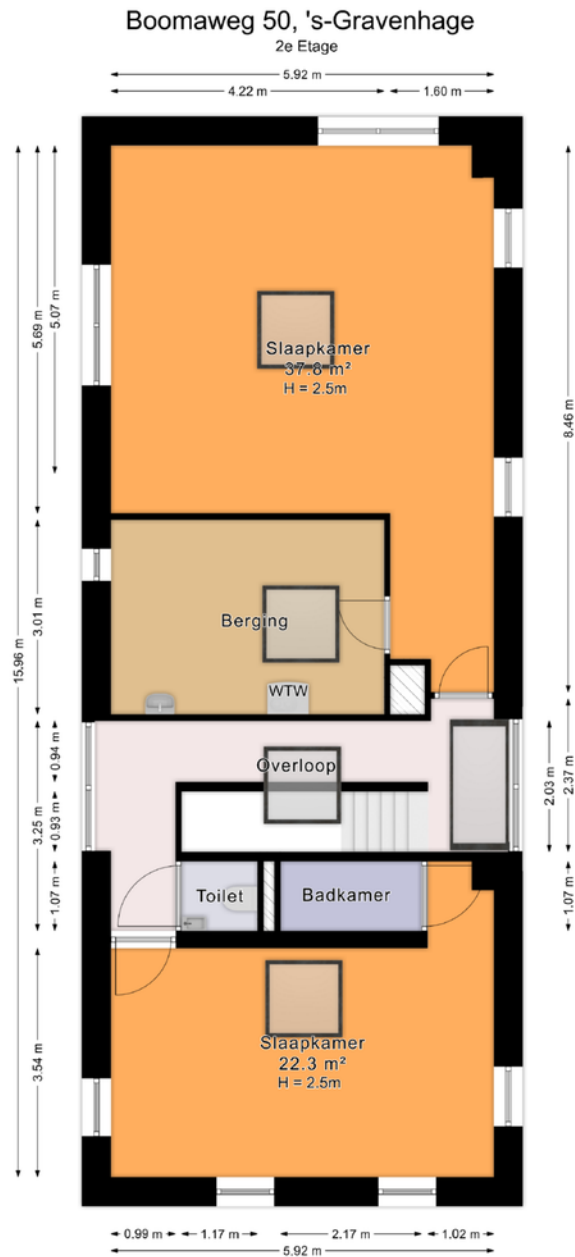 Boomaweg 50, 's-Gravenhage
2e Etage
5.92 m
4.22 m
1.60 m
15.96 m
5.69 m
5.07 m
8.46 m
Slaapkamer
37.8 m²
H = 2.5m
3.01 m
Berging
WTW
3.25 m
0.94 m
0.93 m
1.07 m
Overloop
2.03 m
2.37 m
1.07 m
Toilet
Badkamer
3.54 m
Slaapkamer
22.3 m²
H = 2.5m
0.99 m
1.17 m
2.17 m
1.02 m
5.92 m